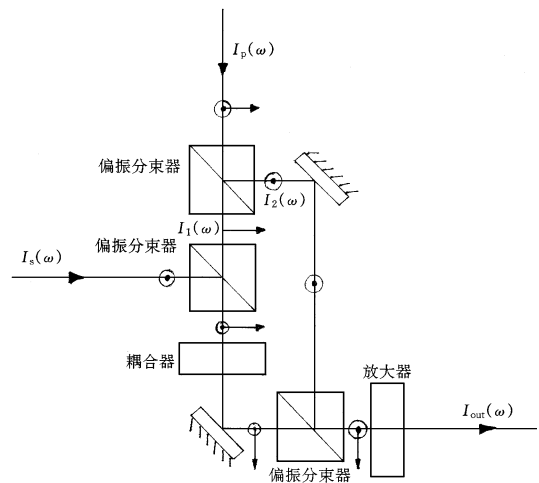 I_p(ω)
偏振分束器
I_2(ω)
I_1(ω)
偏振分束器
I_s(ω)
耦合器
放大器
I_out(ω)
偏振分束器